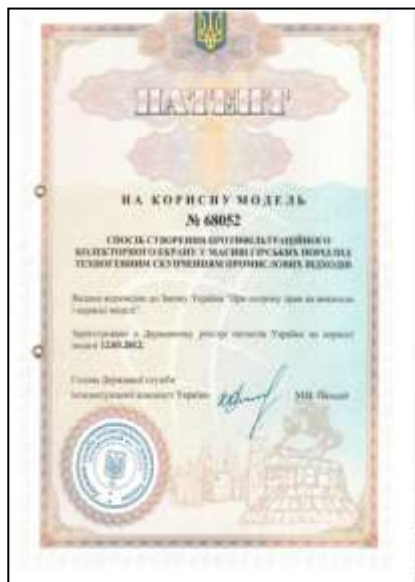 ПАТЕНТ
НА КОРИСНУ МОДЕЛЬ
№ 68052
СПОСІБ СТВОРЕННЯ ПРОТИФІЛЬТРАЦІЙНОГО
КОЛЕКТОРНОГО ЕКРАНУ У МАСИВІ ГІРСЬКИХ ПОРІД ПІД
ТЕХНОГЕННИМ СКУПЧЕННЯМ ПРОМИСЛОВИХ ВІДХОДІВ
Видано відповідно до Закону України "Про охорону прав на винаходи
і корисні моделі".
Зареєстровано в Державному реєстрі патентів України на корисні
моделі 12.03.2012.
Голова Державної служби
інтелектуальної власності України